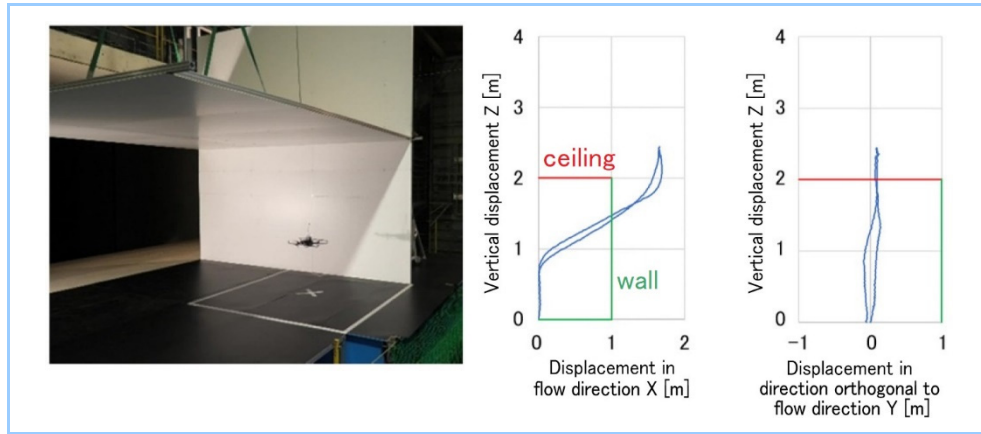 4
3
2
1
0
Vertical displacement Z [m]
ceiling
wall
0
1
2
Displacement in
flow direction X [m]
4
3
2
1
0
Vertical displacement Z [m]
−1
0
1
Displacement in
direction orthogonal to
flow direction Y [m]